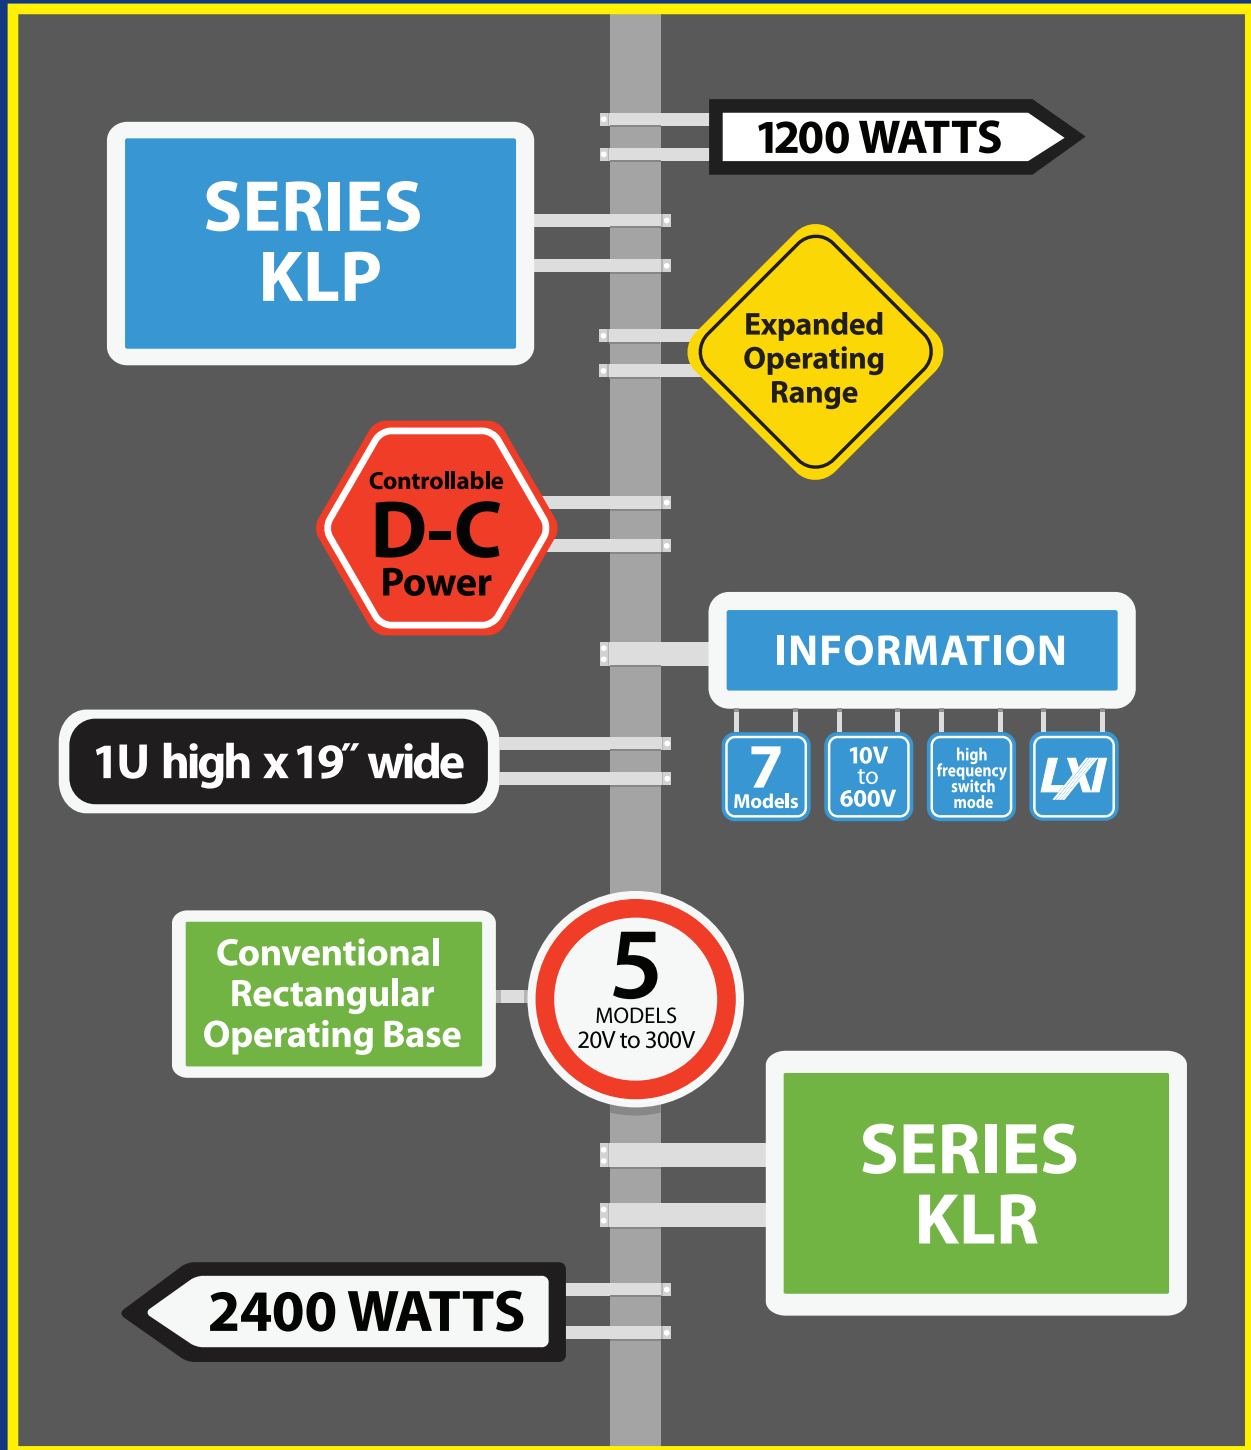 1200 WATTS
SERIES
KLP
Expanded
Operating
Range
Controllable
D-C
Power
INFORMATION
7
Models
10V
to
600V
high
frequency
switch
mode
LXI
1U high x 19″ wide
Conventional
Rectangular
Operating Base
5
MODELS
20V to 300V
SERIES
KLR
2400 WATTS